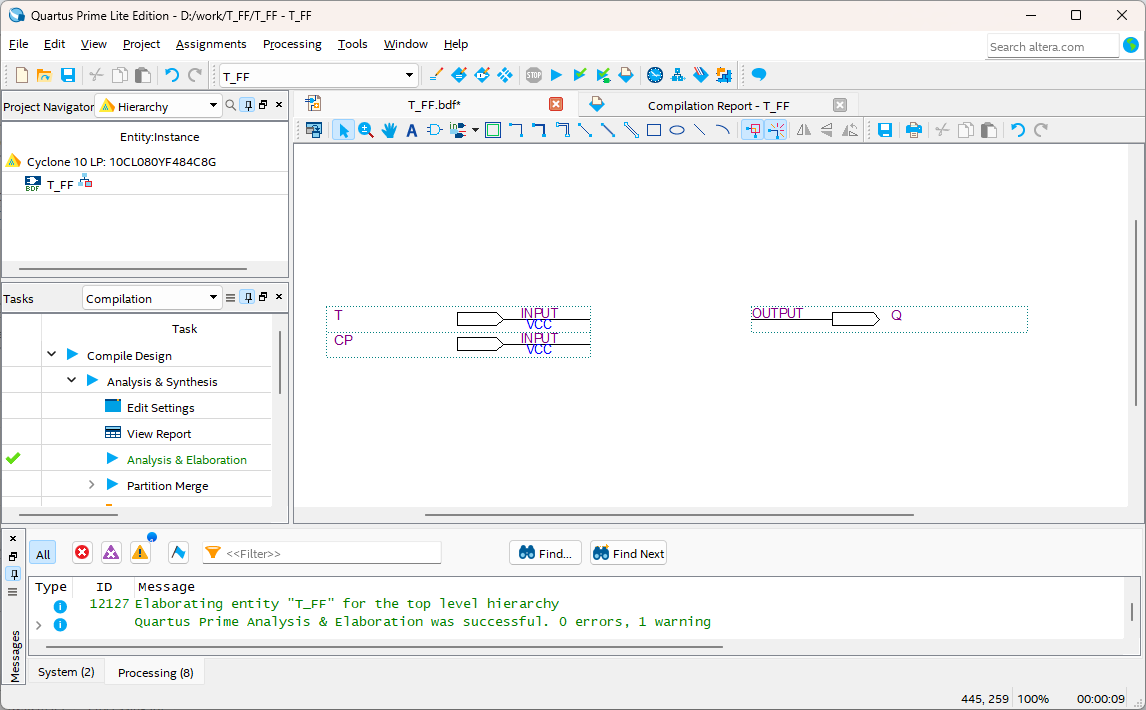 Quartus Prime Lite Edition - D:/work/T_FF/T_FF - T_FF
File Edit View Project Assignments Processing Tools Window Help
Search altera.com
STOP
T_FF
Project Navigator
Hierarchy
T_FF.bdf*
Compilation Report - T_FF
Entity:Instance
Cyclone 10 LP: 10CL080YF484C8G
BDF
T_FF
Tasks
Compilation
Task
Compile Design
Analysis & Synthesis
Edit Settings
View Report
Analysis & Elaboration
Partition Merge
T
INPUT
VCC
CP
INPUT
VCC
OUTPUT
Q
All
<<Filter>>
Find...
Find Next
Type ID Message
12127 Elaborating entity "T_FF" for the top level hierarchy
Quartus Prime Analysis & Elaboration was successful. 0 errors, 1 warning
Messages
System (2)
Processing (8)
445, 259
100%
00:00:09